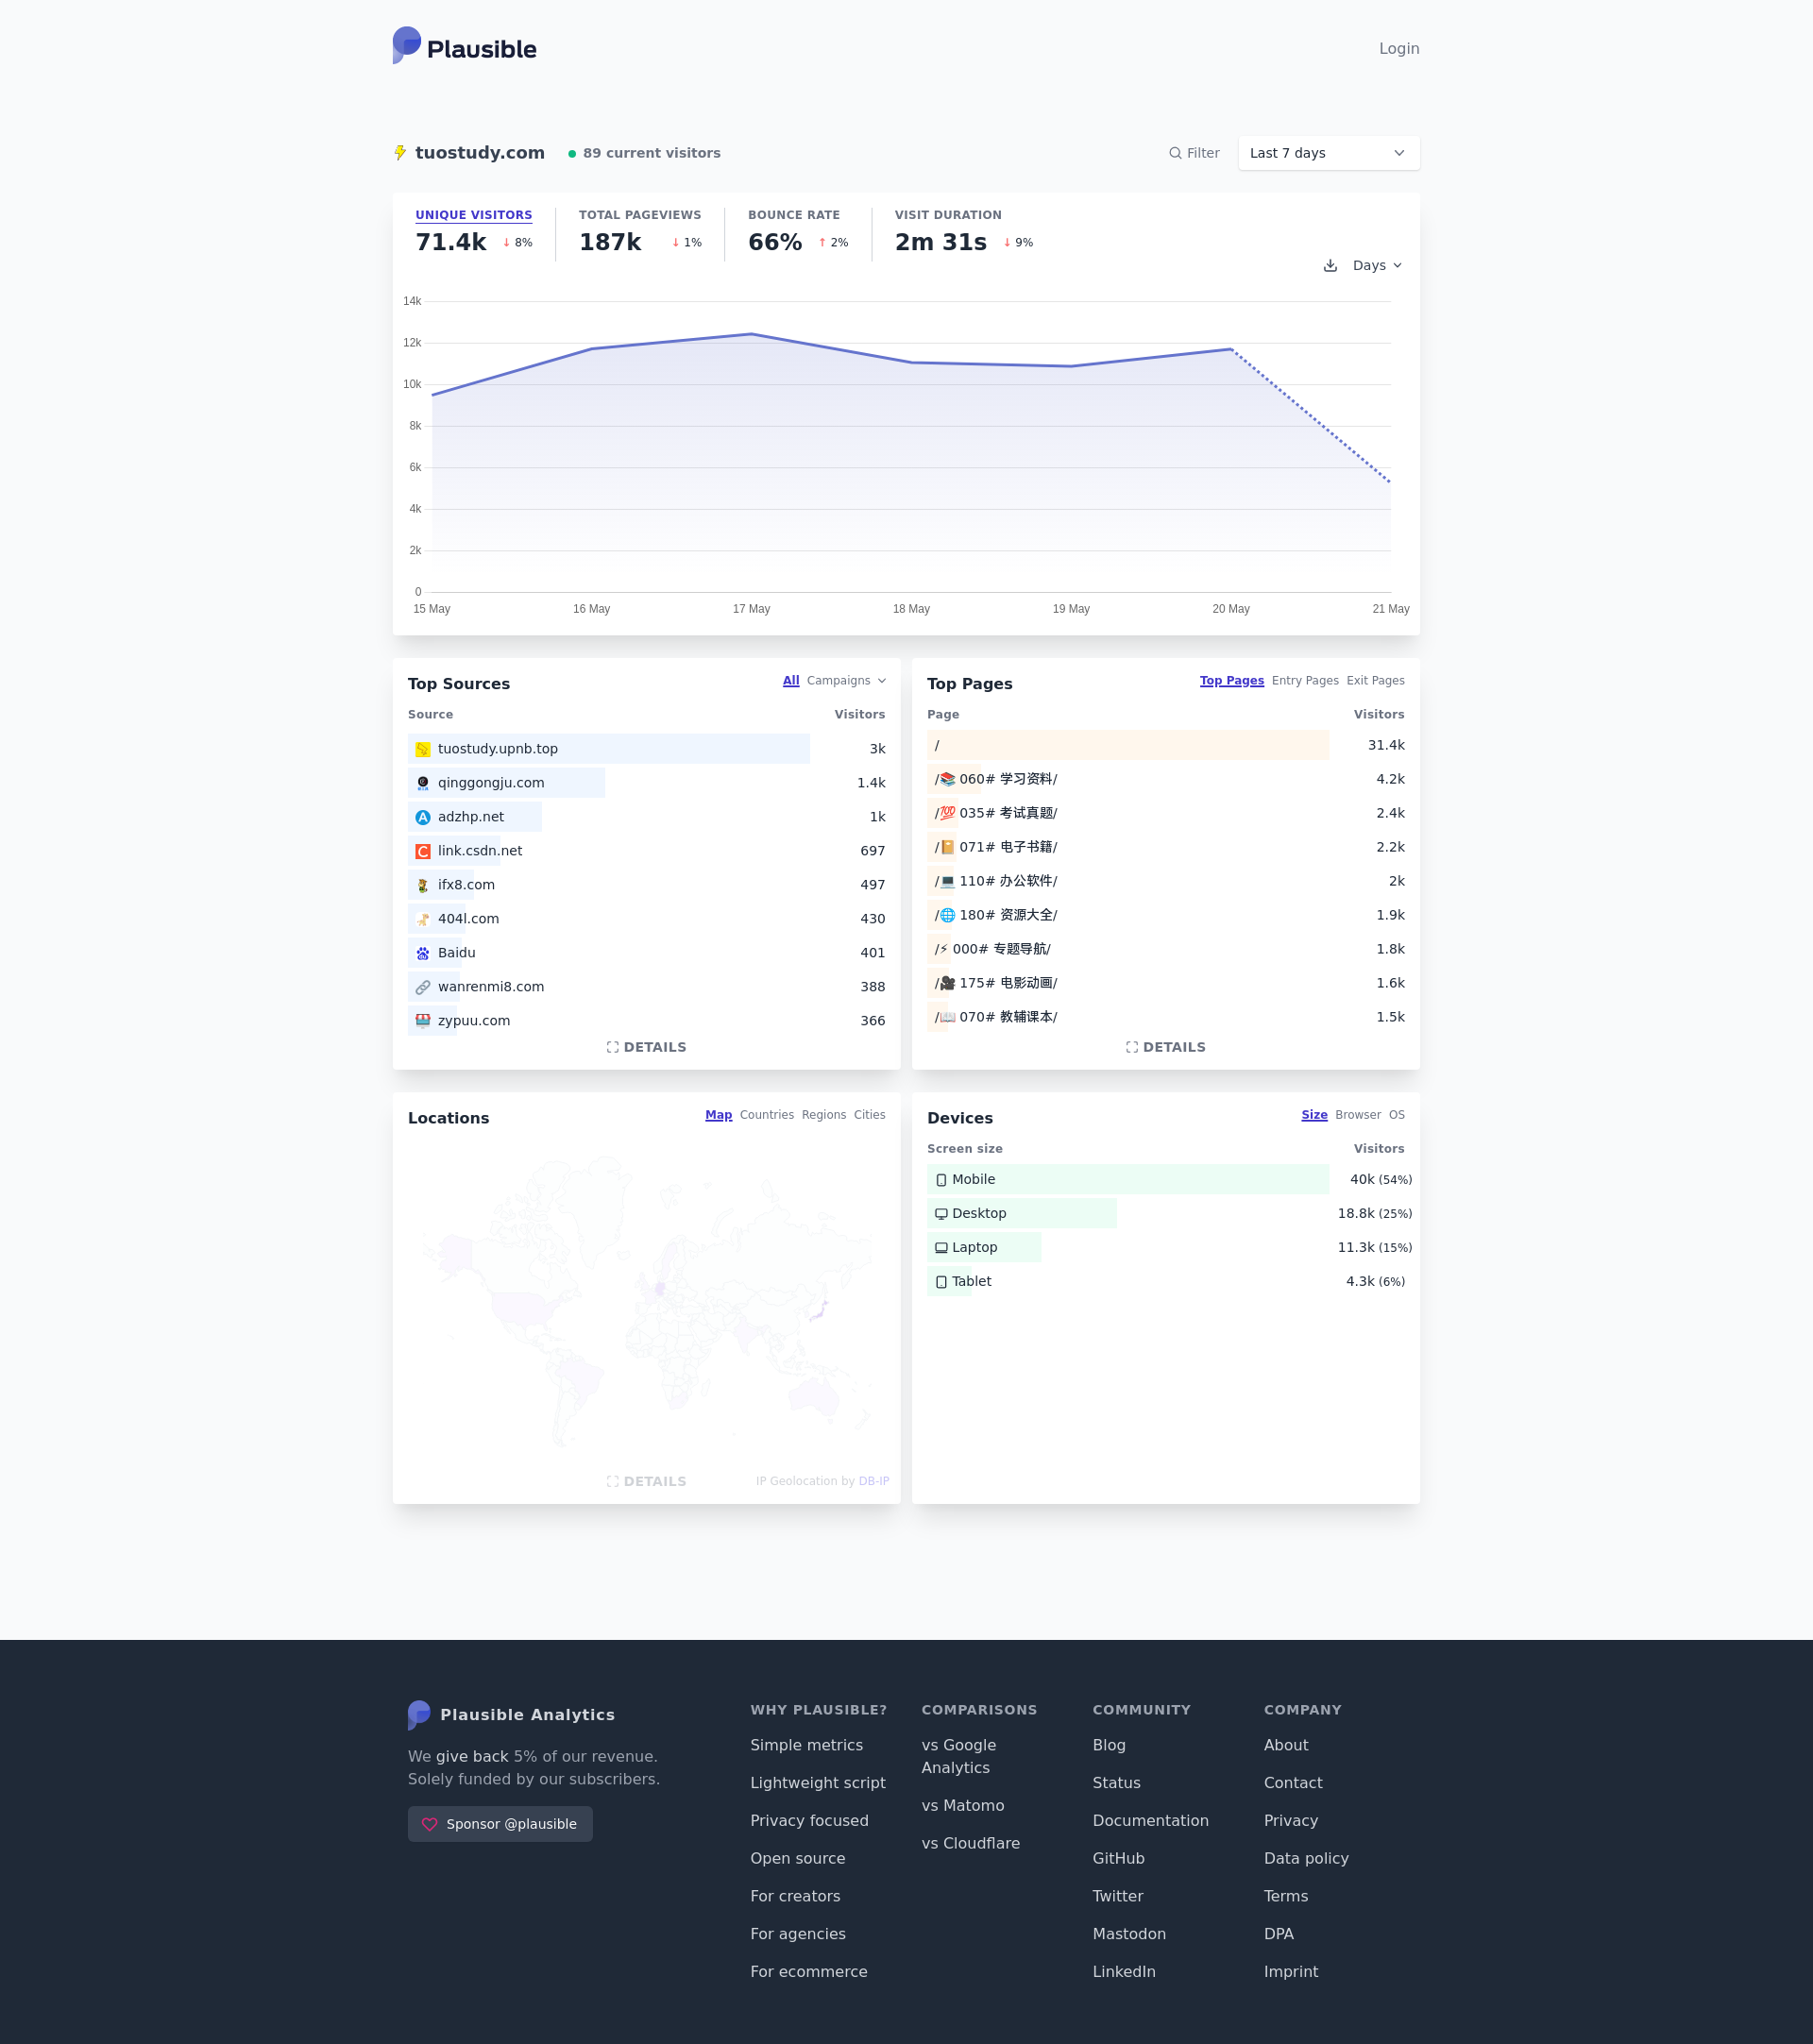 Plausible
Login
tuostudy.com
89 current visitors
Filter
Last 7 days
UNIQUE VISITORS
71.4k ↓ 8%
TOTAL PAGEVIEWS
187k ↓ 1%
BOUNCE RATE
66% ↑ 2%
VISIT DURATION
2m 31s ↓ 9%
Days
14k
12k
10k
8k
6k
4k
2k
0
15 May 16 May 17 May 18 May 19 May 20 May 21 May
Top Sources
All Campaigns
Source Visitors
tuostudy.upnb.top 3k
qinggongju.com 1.4k
adzhp.net 1k
link.csdn.net 697
ifx8.com 497
404l.com 430
Baidu 401
wanrenmi8.com 388
zypuu.com 366
DETAILS
Top Pages
Top Pages Entry Pages Exit Pages
Page Visitors
/ 31.4k
/📚 060# 学习资料/ 4.2k
/💯 035# 考试真题/ 2.4k
/📔 071# 电子书籍/ 2.2k
/💻 110# 办公软件/ 2k
/🌐 180# 资源大全/ 1.9k
/⚡ 000# 专题导航/ 1.8k
/🎥 175# 电影动画/ 1.6k
/📖 070# 教辅课本/ 1.5k
DETAILS
Locations
Map Countries Regions Cities
DETAILS
IP Geolocation by DB-IP
Devices
Size Browser OS
Screen size Visitors
Mobile 40k (54%)
Desktop 18.8k (25%)
Laptop 11.3k (15%)
Tablet 4.3k (6%)
Plausible Analytics
We give back 5% of our revenue.
Solely funded by our subscribers.
Sponsor @plausible
WHY PLAUSIBLE?
Simple metrics
Lightweight script
Privacy focused
Open source
For creators
For agencies
For ecommerce
COMPARISONS
vs Google
Analytics
vs Matomo
vs Cloudflare
COMMUNITY
Blog
Status
Documentation
GitHub
Twitter
Mastodon
LinkedIn
COMPANY
About
Contact
Privacy
Data policy
Terms
DPA
Imprint